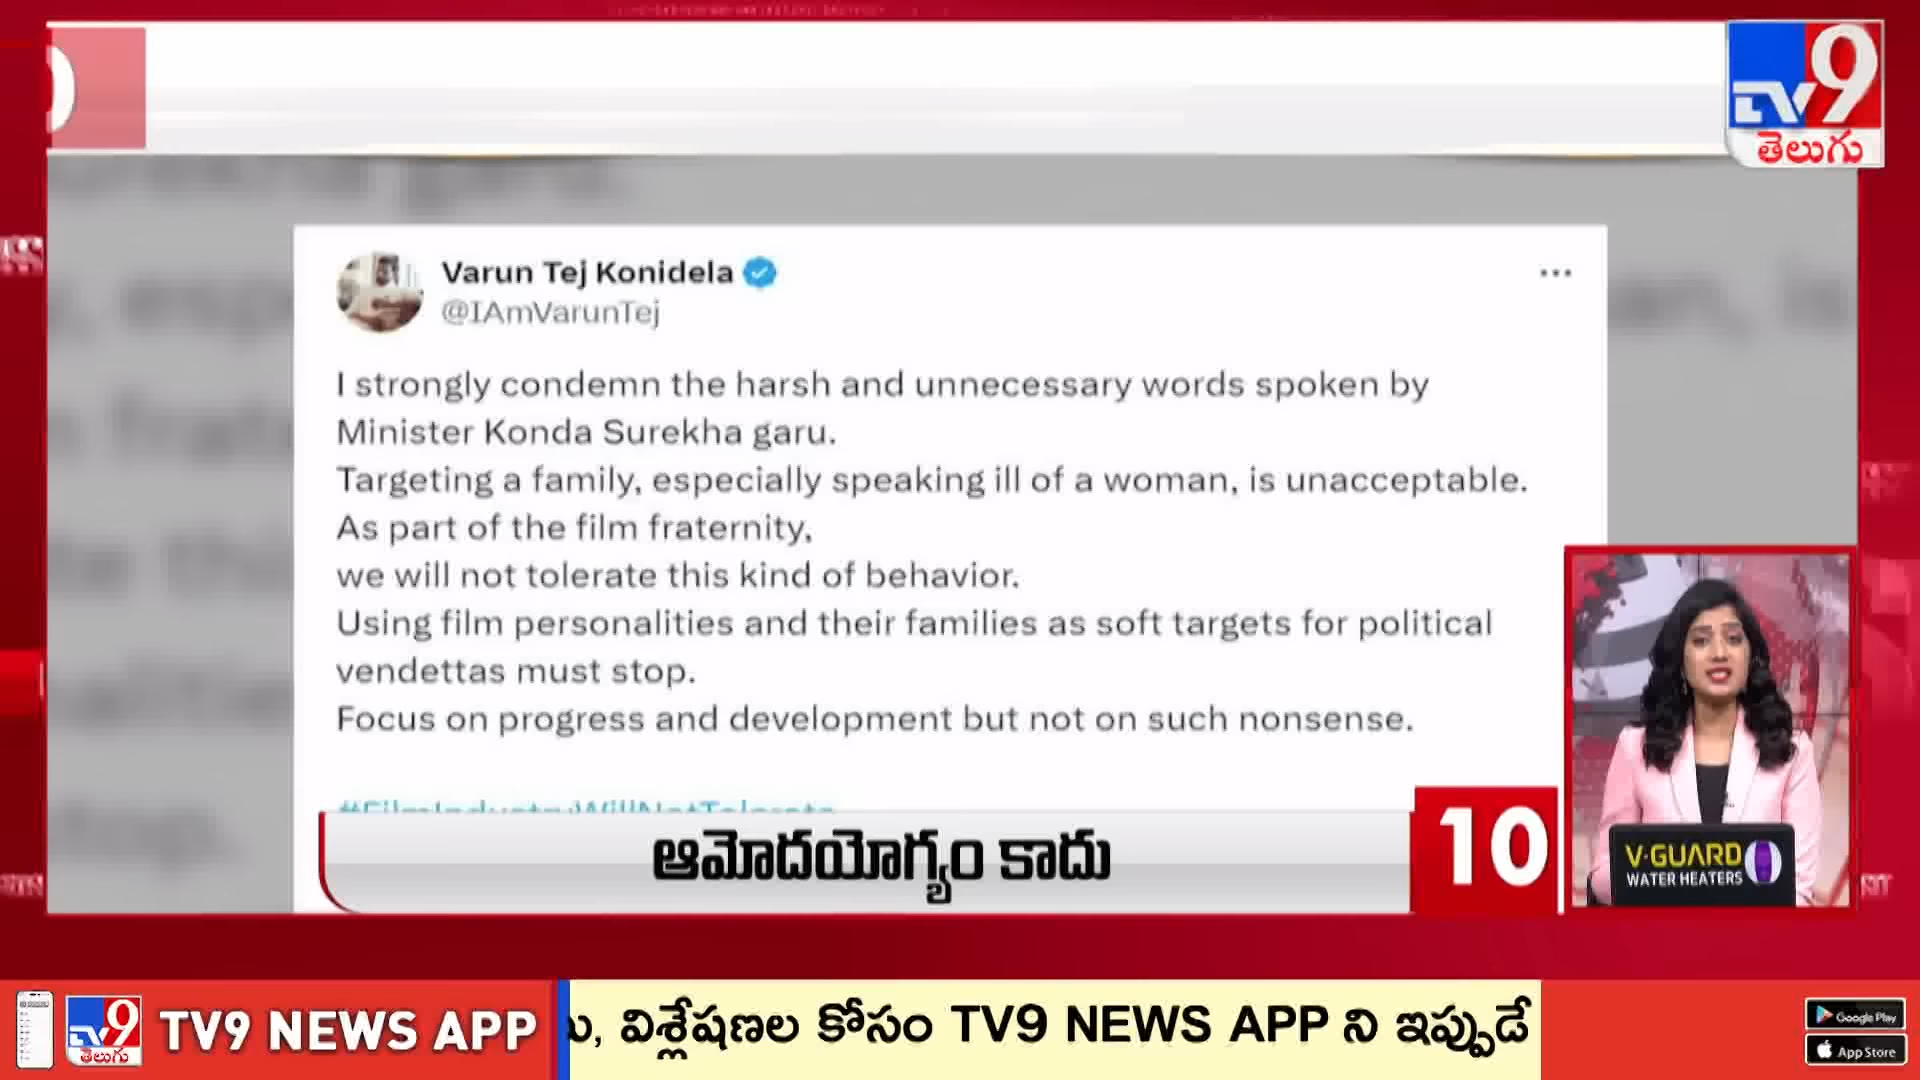 TV9
తెలుగు
Varun Tej Konidela
@IAmVarunTej
I strongly condemn the harsh and unnecessary words spoken by
Minister Konda Surekha garu.
Targeting a family, especially speaking ill of a woman, is unacceptable.
As part of the film fraternity,
we will not tolerate this kind of behavior.
Using film personalities and their families as soft targets for political
vendettas must stop.
Focus on progress and development but not on such nonsense.
#FilmIndustryWillNotTolerate
ఆమోదయోగ్యం కాదు
10
V-GUARD
WATER HEATERS
TV9
తెలుగు
TV9 NEWS APP
, విశ్లేషణల కోసం TV9 NEWS APP ని ఇప్పుడే
Google Play
App Store